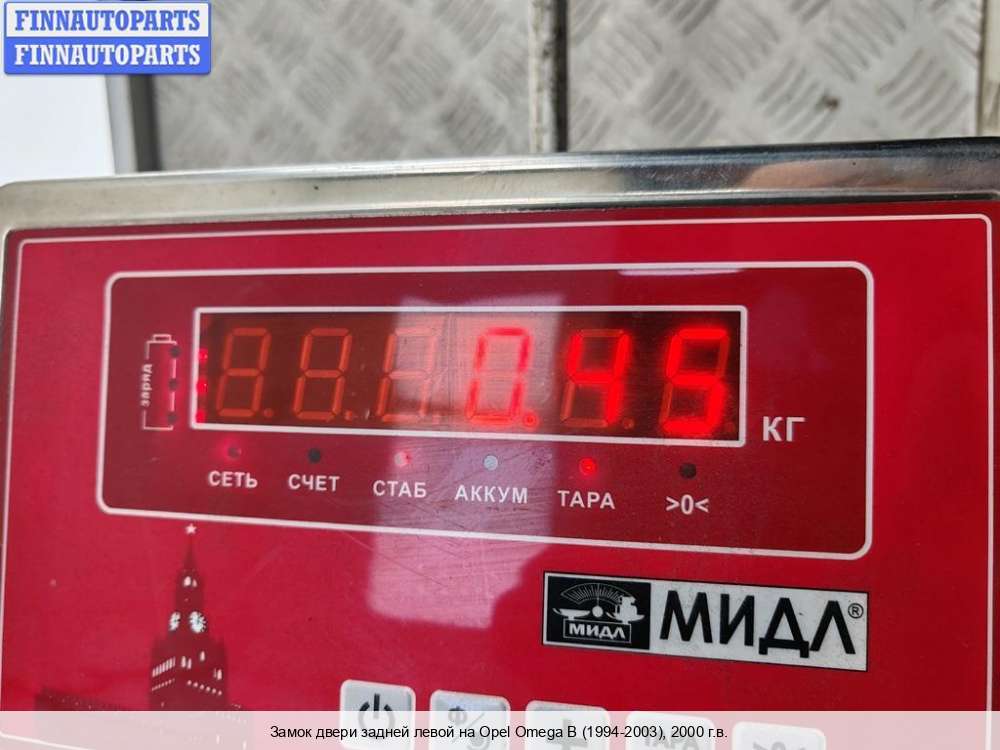 FINNAUTOPARTS
FINNAUTOPARTS
заряд
0.45 КГ
СЕТЬ СЧЕТ СТАБ АККУМ ТАРА >0<
МИДЛ
МИДЛ®
Замок двери задней левой на Opel Omega B (1994-2003), 2000 г.в.